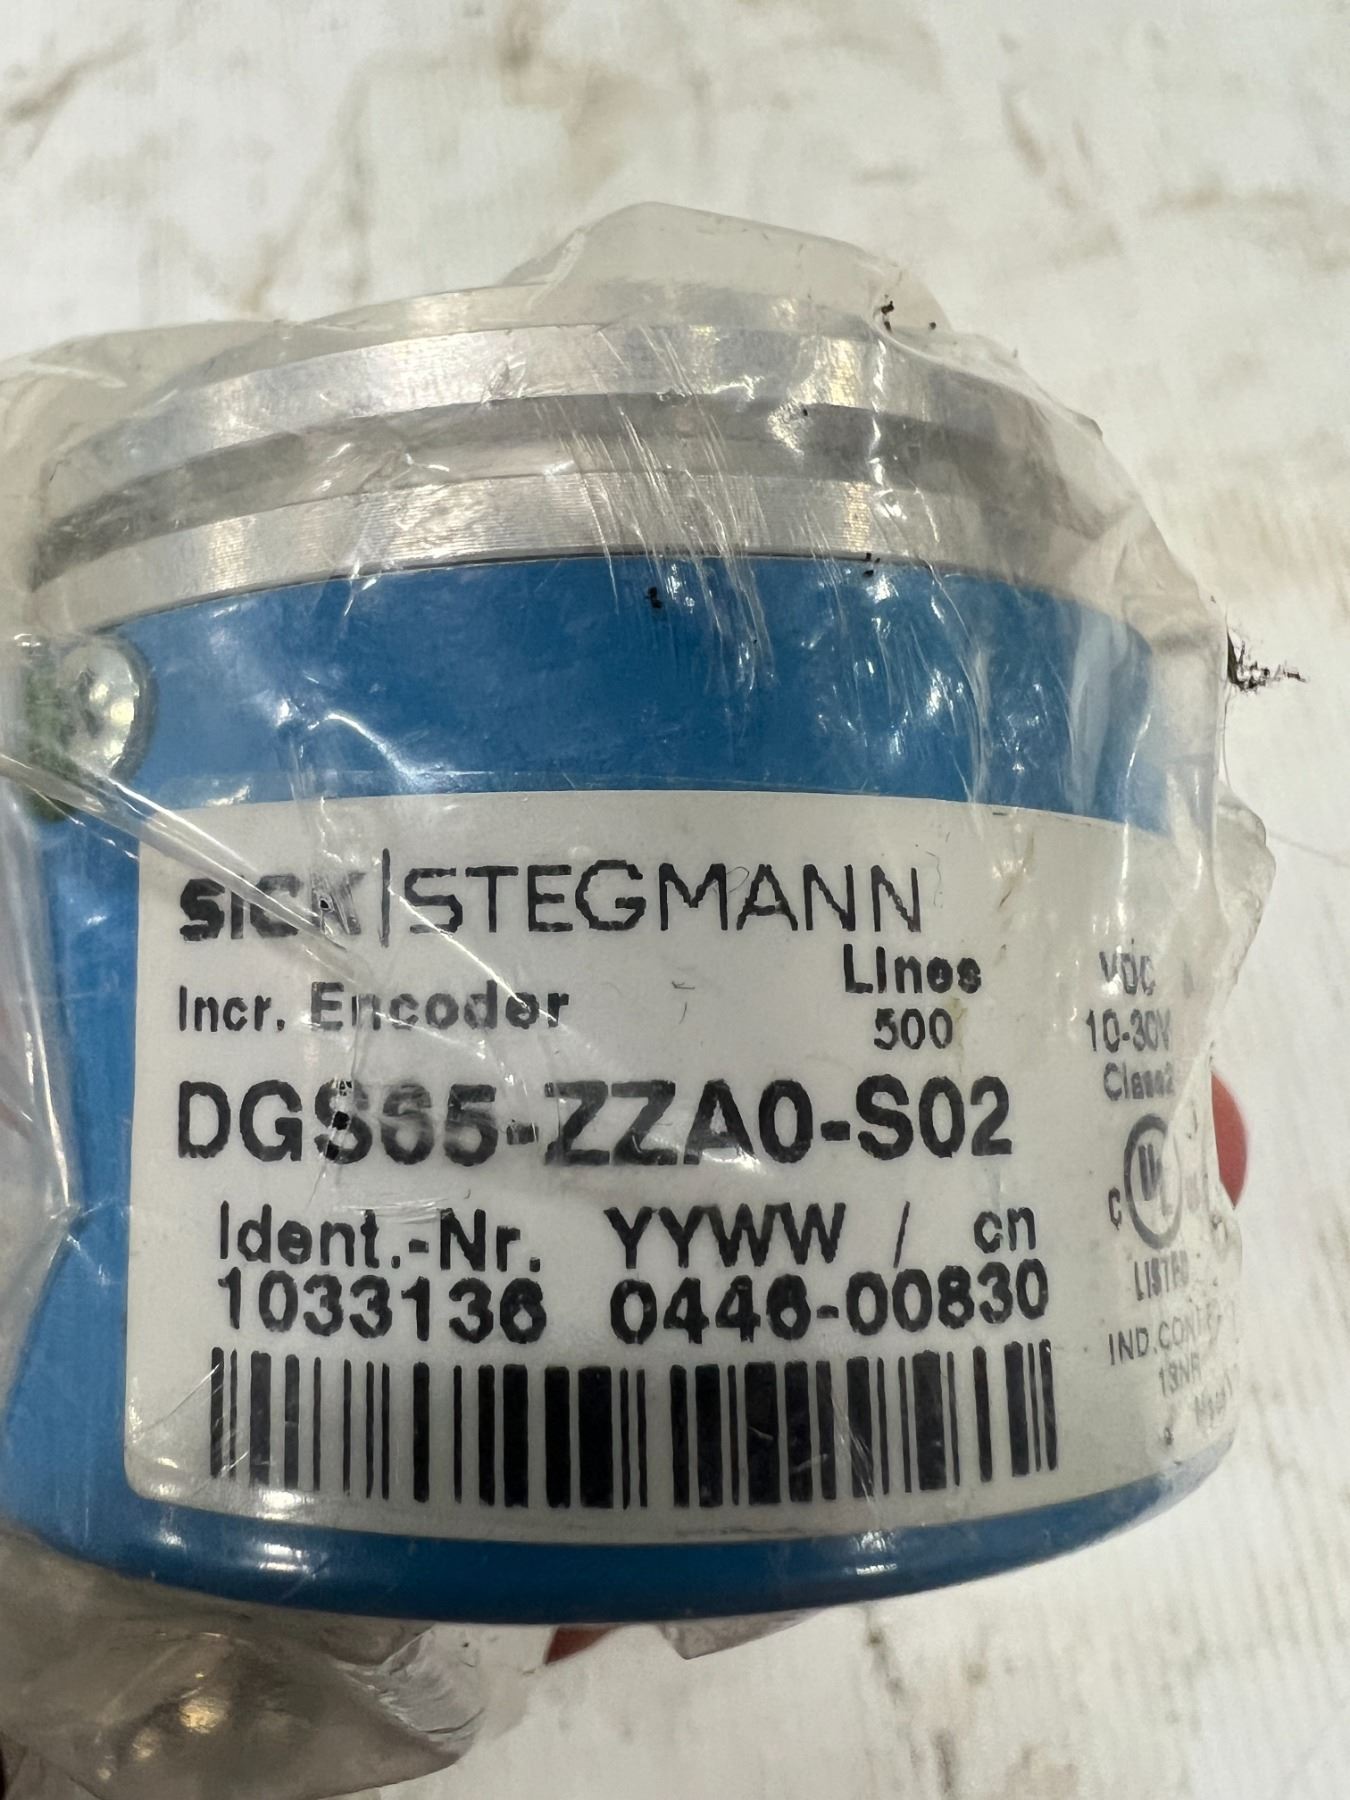 SICK|STEGMANN
Incr. Encoder
Lines
500
VDC
10-30V
Class2
DGS65-ZZA0-S02
Ident.-Nr. YYWW / cn
1033136 0446-00830
C UL
LISTED
IND.CONT.